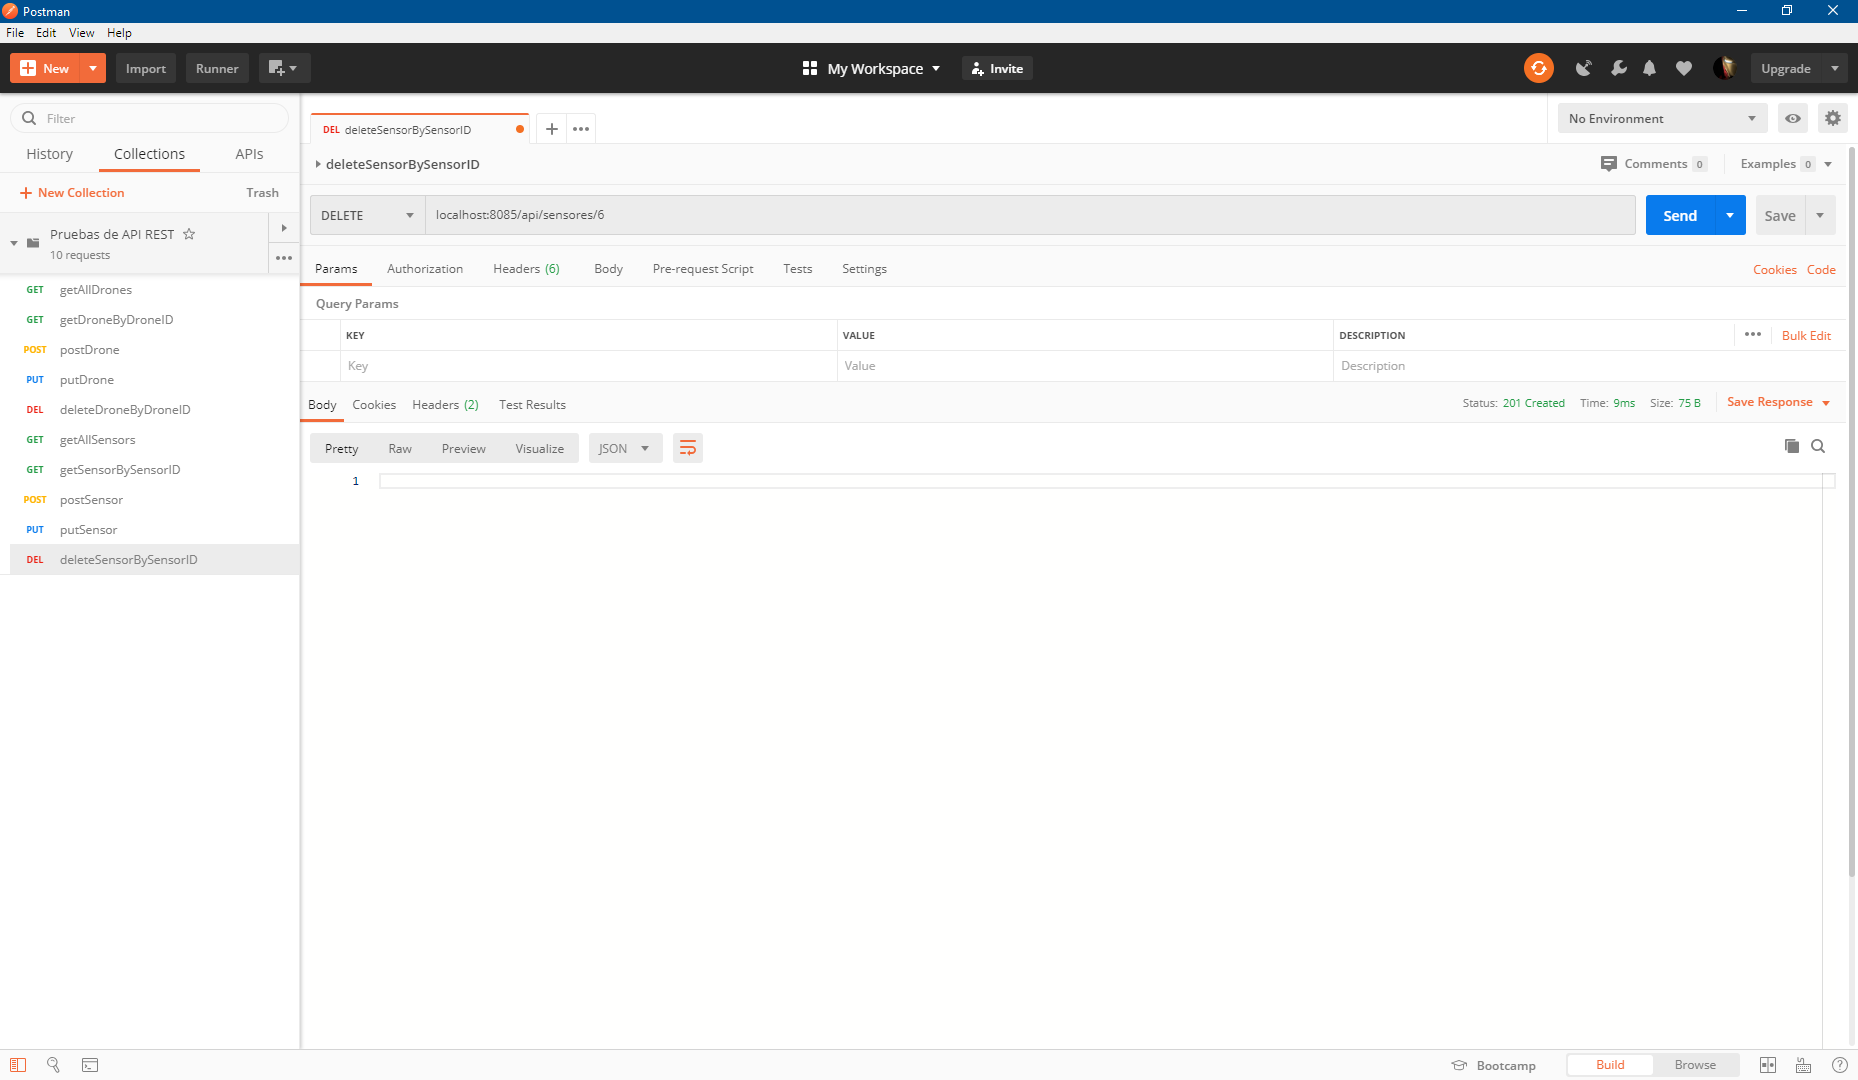 Postman
File Edit View Help
New Import Runner My Workspace Invite Upgrade
Filter
History Collections APIs
New Collection Trash
Pruebas de API REST
10 requests
GET getAllDrones
GET getDroneByDroneID
POST postDrone
PUT putDrone
DEL deleteDroneByDroneID
GET getAllSensors
GET getSensorBySensorID
POST postSensor
PUT putSensor
DEL deleteSensorBySensorID
DEL deleteSensorBySensorID
No Environment
deleteSensorBySensorID Comments 0 Examples 0
DELETE localhost:8085/api/sensores/6 Send Save
Params Authorization Headers (6) Body Pre-request Script Tests Settings Cookies Code
Query Params
KEY VALUE DESCRIPTION Bulk Edit
Key Value Description
Body Cookies Headers (2) Test Results Status: 201 Created Time: 9ms Size: 75 B Save Response
Pretty Raw Preview Visualize JSON
1
Bootcamp Build Browse